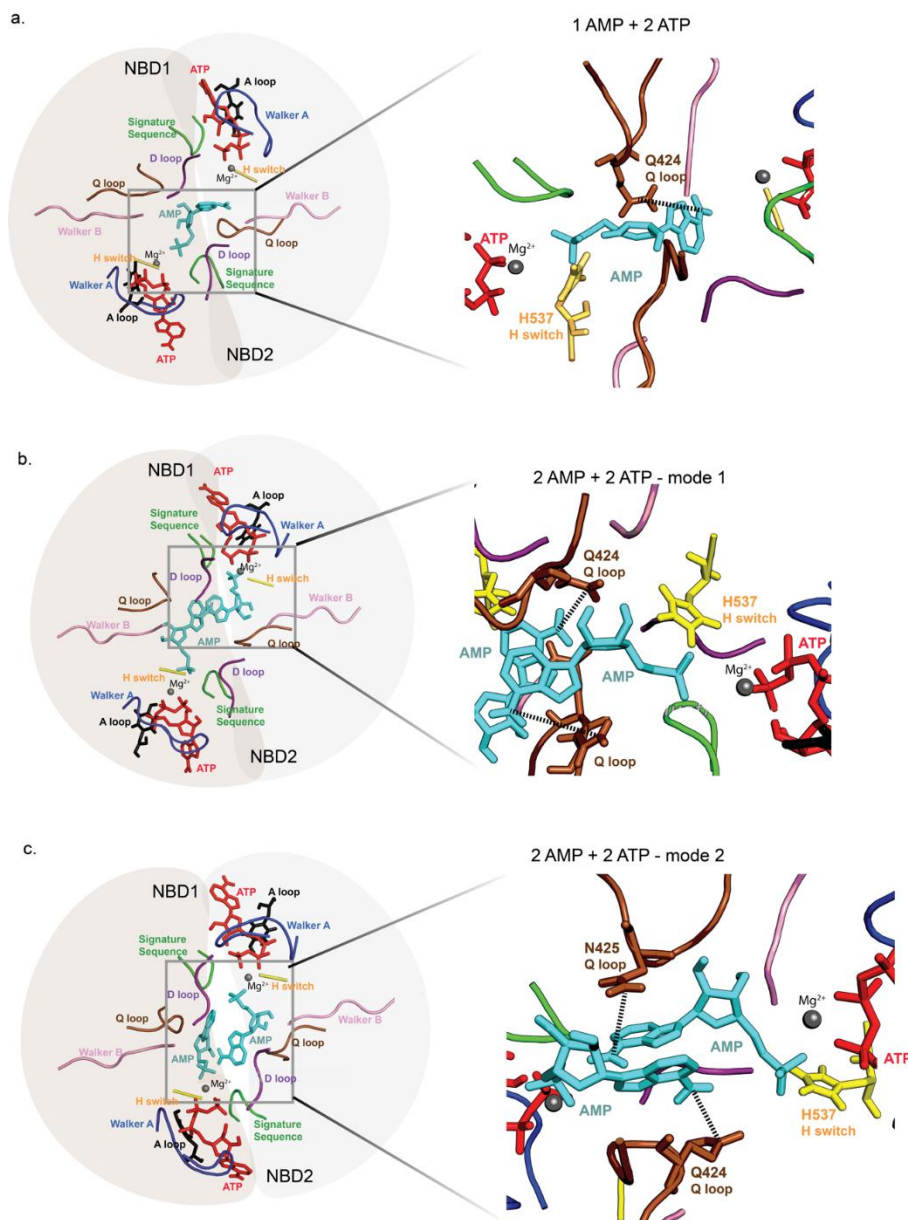 a.
1 AMP + 2 ATP
NBD1
ATP
A loop
Walker A
Signature
Sequence
D loop
Mg2+
H switch
Q loop
AMP
Walker B
Walker B
Q loop
Mg2+
H switch
D loop
Walker A
Signature
Sequence
A loop
ATP
NBD2
Q424
Q loop
ATP
Mg2+
AMP
H537
H switch
b.
2 AMP + 2 ATP - mode 1
NBD1
ATP
A loop
Signature
Sequence
Walker A
Mg2+
H switch
D loop
Q loop
Walker B
Walker B
AMP
Q loop
H switch
D loop
Mg2+
Walker A
A loop
Signature
Sequence
ATP
NBD2
Q424
Q loop
H537
H switch
AMP
AMP
ATP
Mg2+
Q loop
c.
2 AMP + 2 ATP - mode 2
NBD1
ATP
A loop
Walker A
Signature
Sequence
Mg2+
H switch
D loop
Q loop
Walker B
Walker B
Q loop
AMP
AMP
D loop
Mg2+
H switch
Walker A
Signature
Sequence
A loop
ATP
NBD2
N425
Q loop
Mg2+
AMP
ATP
AMP
H537
H switch
Q424
Q loop